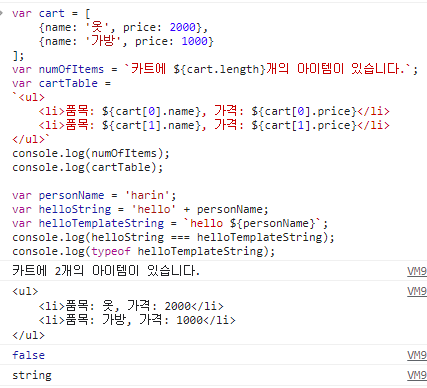 var cart = [
    {name: '옷', price: 2000},
    {name: '가방', price: 1000}
];
var numOfItems = `카트에 ${cart.length}개의 아이템이 있습니다.`;
var cartTable =
`<ul>
    <li>품목: ${cart[0].name}, 가격: ${cart[0].price}</li>
    <li>품목: ${cart[1].name}, 가격: ${cart[1].price}</li>
</ul>`
console.log(numOfItems);
console.log(cartTable);

var personName = 'harin';
var helloString = 'hello' + personName;
var helloTemplateString = `hello ${personName}`;
console.log(helloString === helloTemplateString);
console.log(typeof helloTemplateString);
카트에 2개의 아이템이 있습니다. VM9
<ul> VM9
    <li>품목: 옷, 가격: 2000</li>
    <li>품목: 가방, 가격: 1000</li>
</ul>
false VM9
string VM9